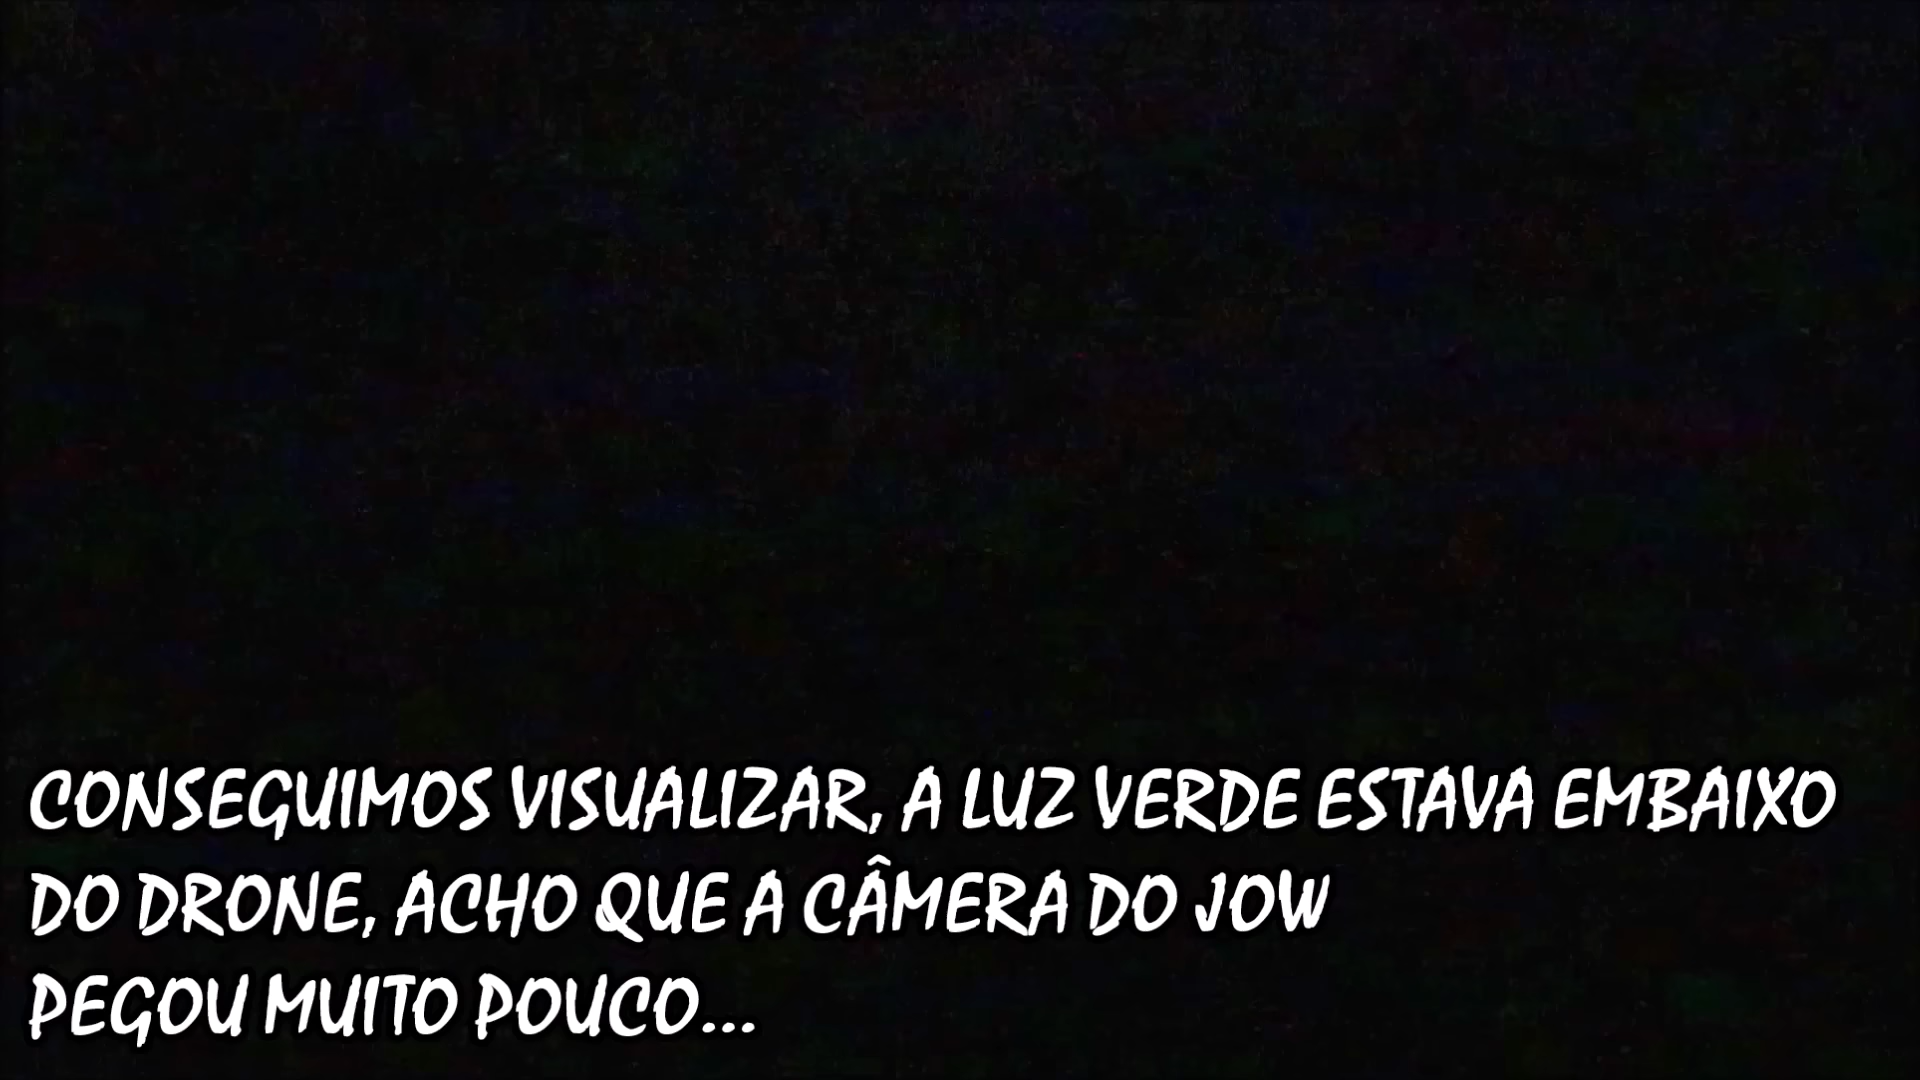 CONSEGUIMOS VISUALIZAR, A LUZ VERDE ESTAVA EMBAIXO
DO DRONE, ACHO QUE A CÂMERA DO JOW
PEGOU MUITO POUCO...